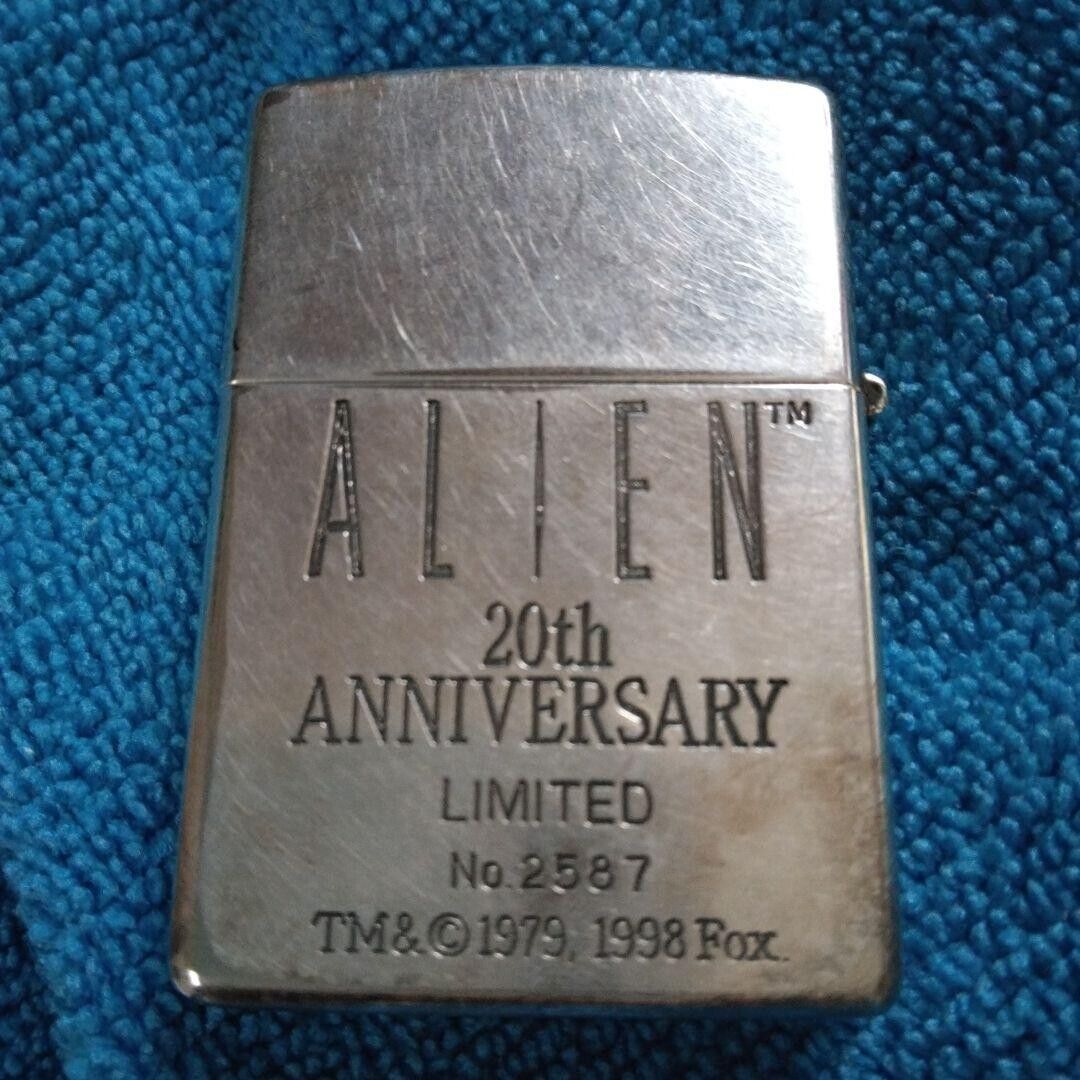 ALIEN™
20th
ANNIVERSARY
LIMITED
No.2587
TM&©1979, 1998 Fox.